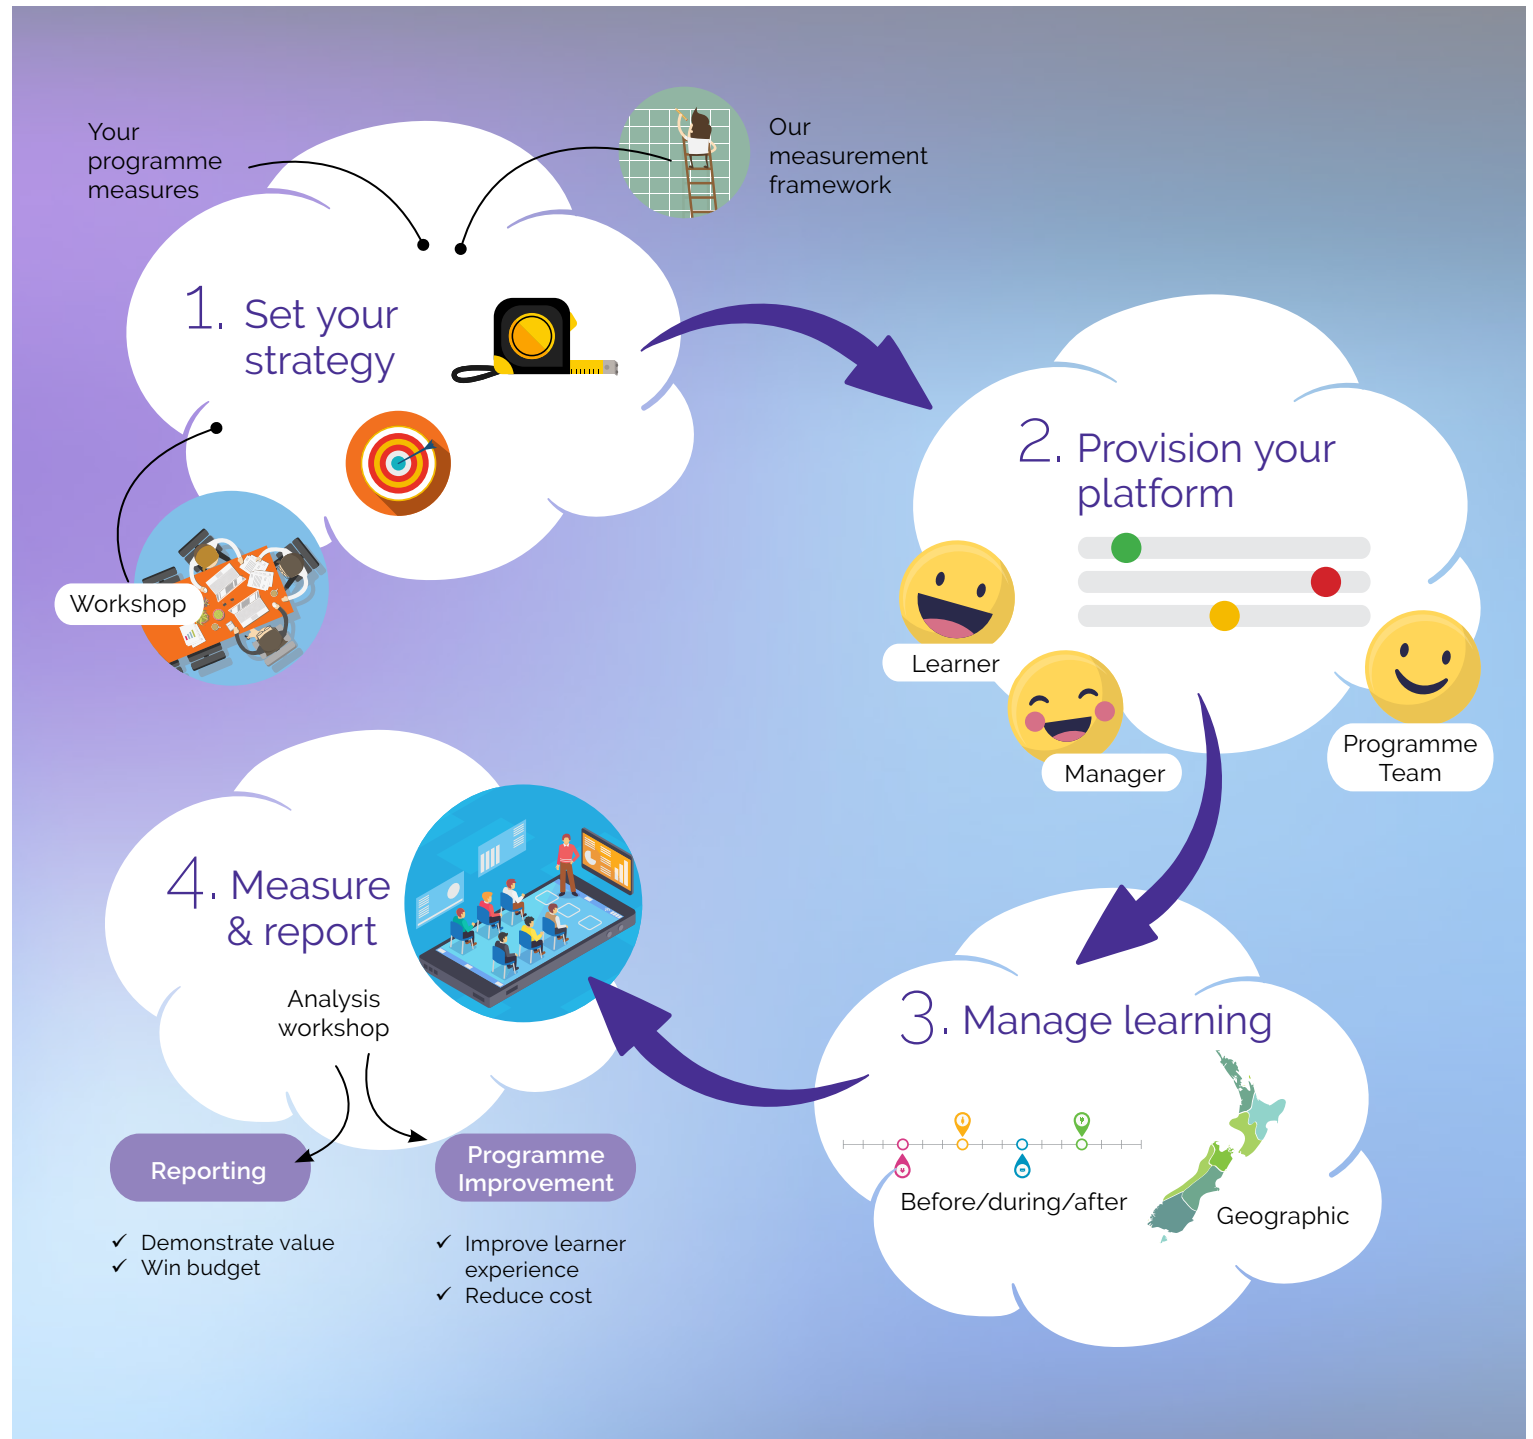 Your
programme
measures
Our
measurement
framework
1. Set your
strategy
Workshop
2. Provision your
platform
Learner
Manager
Programme
Team
3. Manage learning
Before/during/after
Geographic
4. Measure
& report
Analysis
workshop
Reporting
✓ Demonstrate value
✓ Win budget
Programme
Improvement
✓ Improve learner
experience
✓ Reduce cost